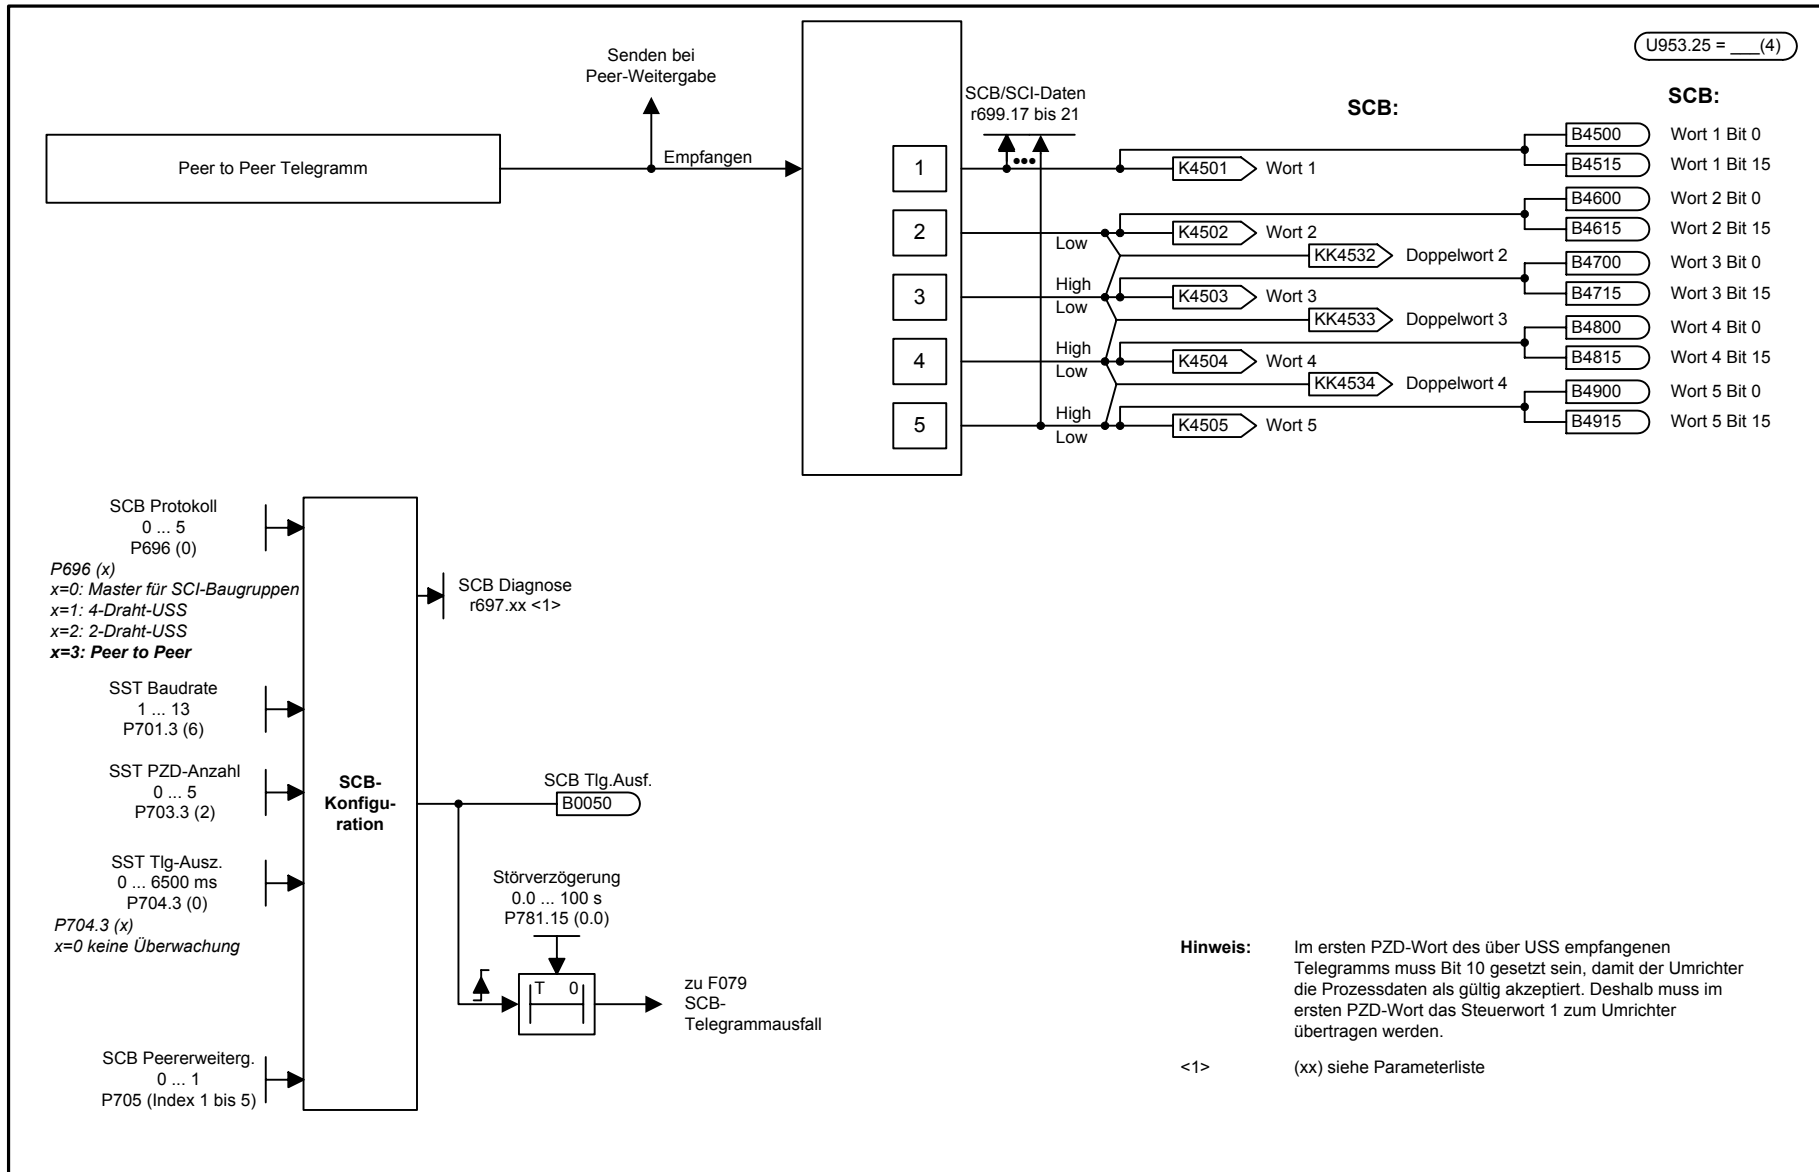 U953.25 = ___(4)
Senden bei
Peer-Weitergabe
Peer to Peer Telegramm
Empfangen
1
2
3
4
5
SCB/SCI-Daten
r699.17 bis 21
•••
Low
High
Low
High
Low
High
Low
SCB:
K4501 Wort 1
K4502 Wort 2
KK4532 Doppelwort 2
K4503 Wort 3
KK4533 Doppelwort 3
K4504 Wort 4
KK4534 Doppelwort 4
K4505 Wort 5
SCB:
B4500 Wort 1 Bit 0
B4515 Wort 1 Bit 15
B4600 Wort 2 Bit 0
B4615 Wort 2 Bit 15
B4700 Wort 3 Bit 0
B4715 Wort 3 Bit 15
B4800 Wort 4 Bit 0
B4815 Wort 4 Bit 15
B4900 Wort 5 Bit 0
B4915 Wort 5 Bit 15
SCB Protokoll
0 ... 5
P696 (0)
P696 (x)
x=0: Master für SCI-Baugruppen
x=1: 4-Draht-USS
x=2: 2-Draht-USS
x=3: Peer to Peer
SST Baudrate
1 ... 13
P701.3 (6)
SST PZD-Anzahl
0 ... 5
P703.3 (2)
SST Tlg-Ausz.
0 ... 6500 ms
P704.3 (0)
P704.3 (x)
x=0 keine Überwachung
SCB Peererweiterg.
0 ... 1
P705 (Index 1 bis 5)
SCB-
Konfigu-
ration
SCB Diagnose
r697.xx <1>
SCB Tlg.Ausf.
B0050
Störverzögerung
0.0 ... 100 s
P781.15 (0.0)
T 0
zu F079
SCB-
Telegrammausfall
Hinweis: Im ersten PZD-Wort des über USS empfangenen
Telegramms muss Bit 10 gesetzt sein, damit der Umrichter
die Prozessdaten als gültig akzeptiert. Deshalb muss im
ersten PZD-Wort das Steuerwort 1 zum Umrichter
übertragen werden.
<1> (xx) siehe Parameterliste